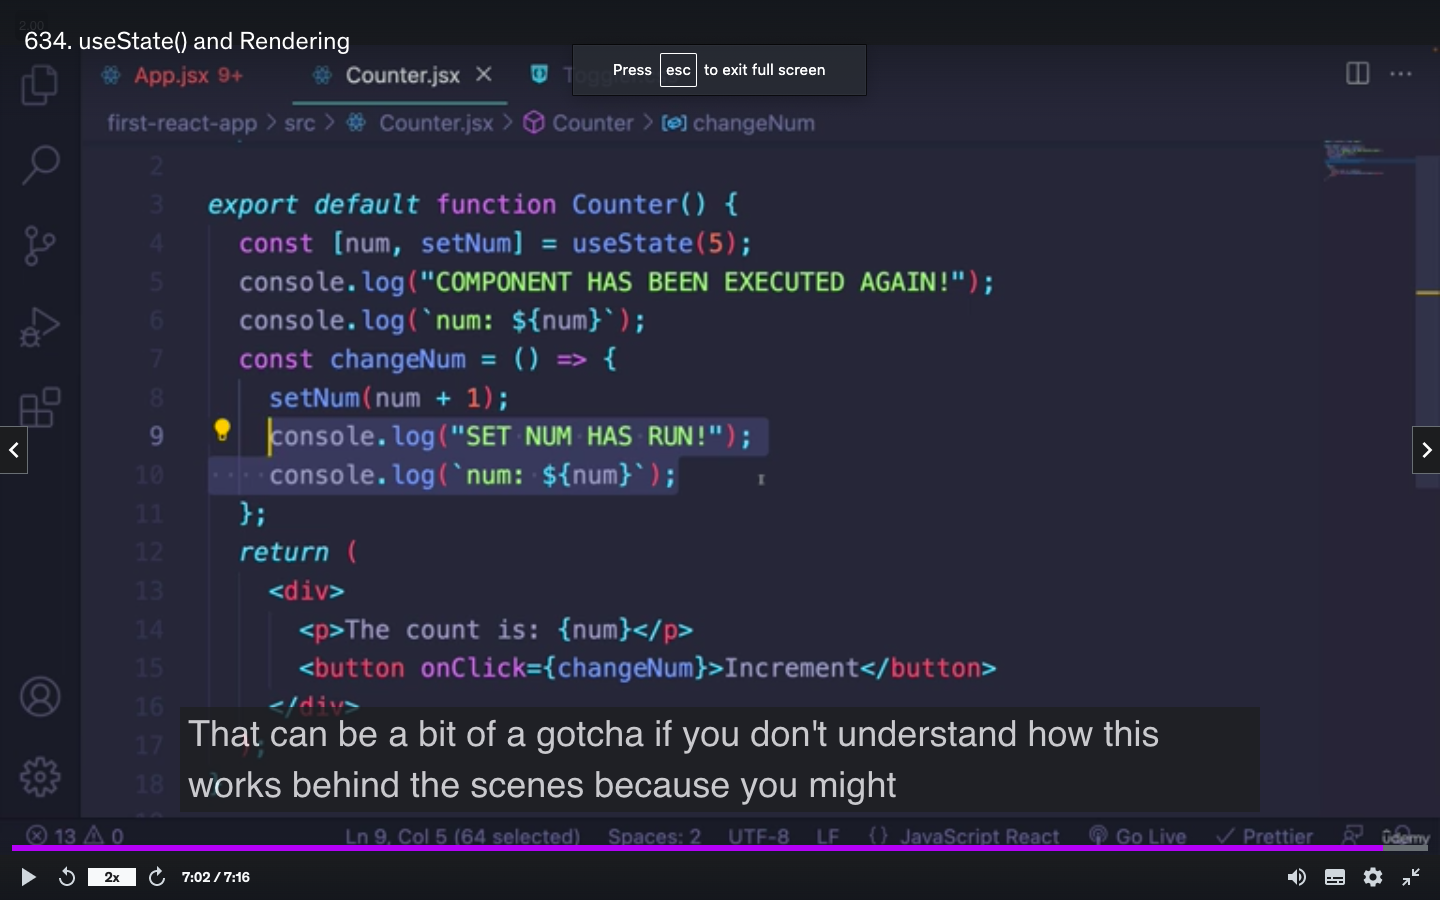 634. useState() and Rendering
Press esc to exit full screen
App.jsx 9+
Counter.jsx
first-react-app > src > Counter.jsx > Counter > changeNum
2
3 export default function Counter() {
4 const [num, setNum] = useState(5);
5 console.log("COMPONENT HAS BEEN EXECUTED AGAIN!");
6 console.log(`num: ${num}`);
7 const changeNum = () => {
8 setNum(num + 1);
9 console.log("SET NUM HAS RUN!");
10 console.log(`num: ${num}`);
11 };
12 return (
13 <div>
14 <p>The count is: {num}</p>
15 <button onClick={changeNum}>Increment</button>
16 </div>
17 );
18
That can be a bit of a gotcha if you don't understand how this
works behind the scenes because you might
13 0 Ln 9, Col 5 (64 selected) Spaces: 2 UTF-8 LF {} JavaScript React Go Live Prettier
ûdemy
2x 7:02 / 7:16